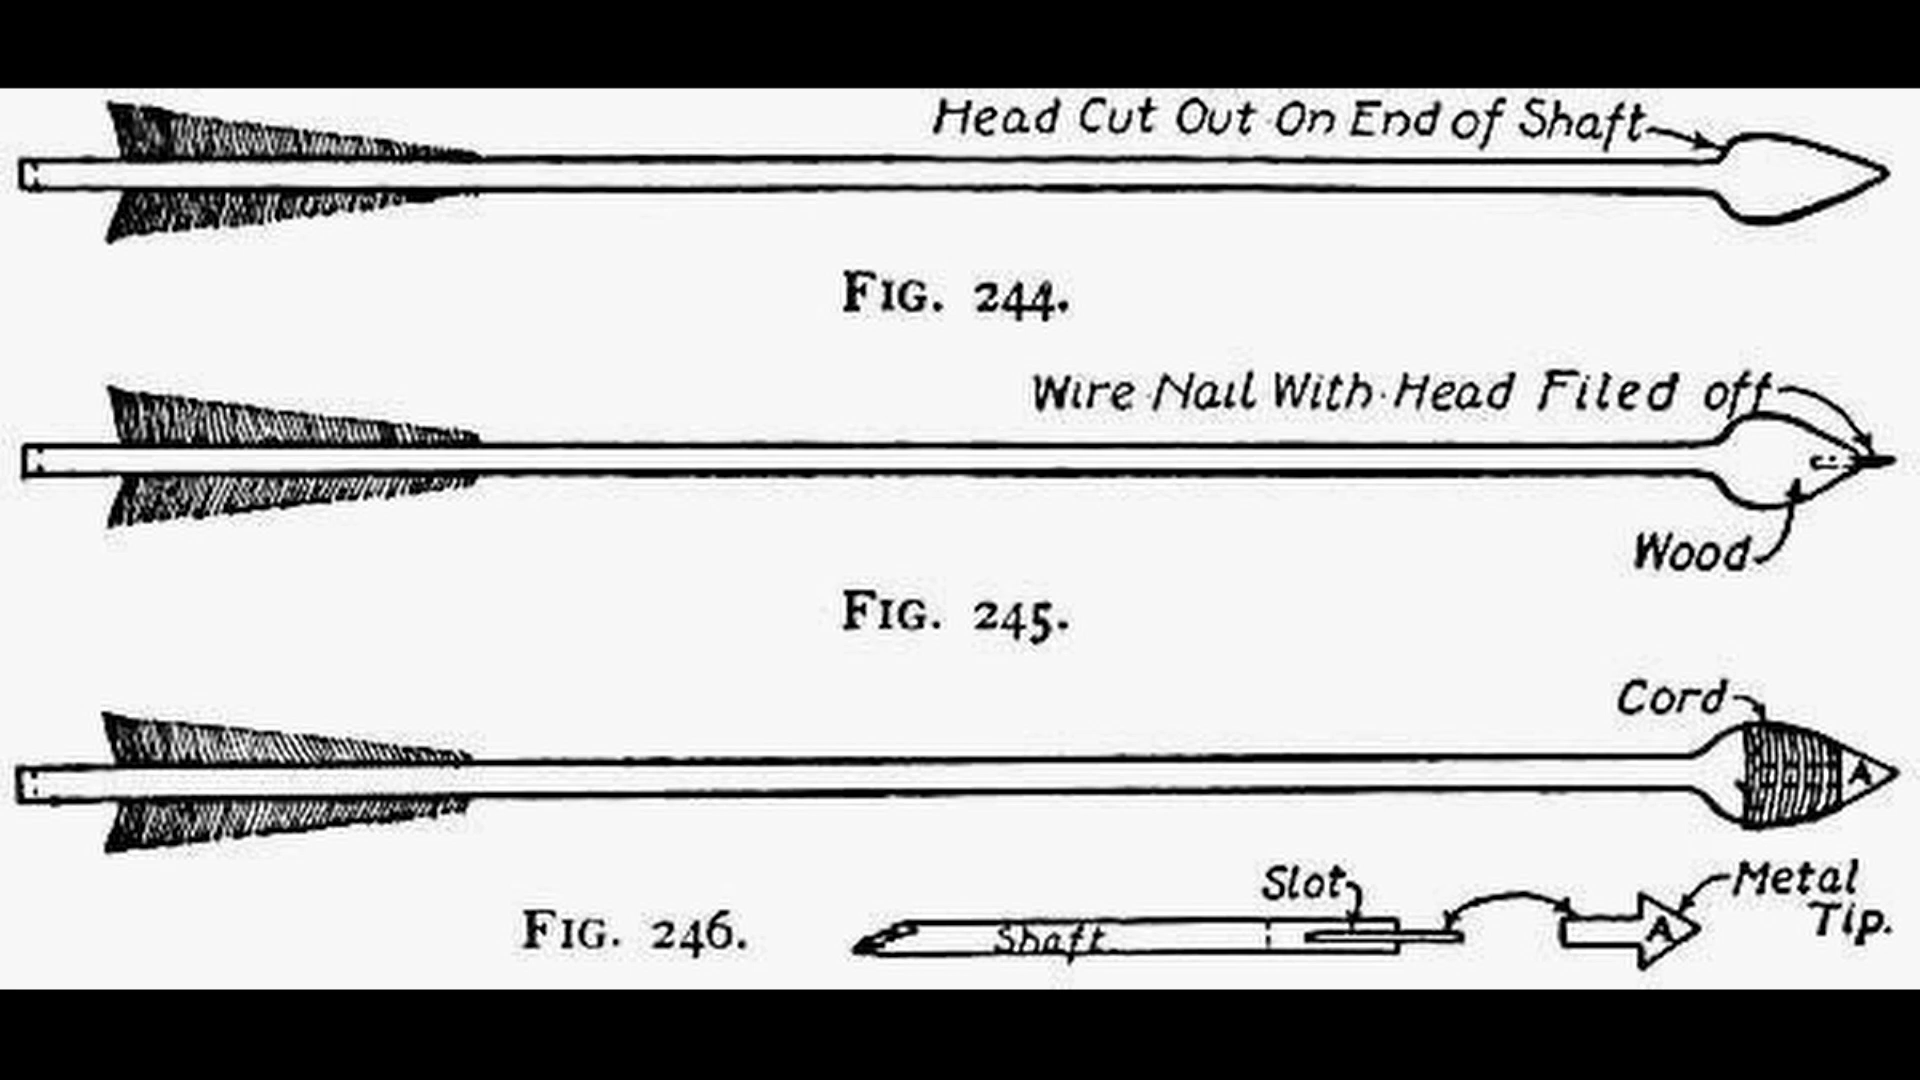 Head Cut Out On End of Shaft
FIG. 244.
Wire Nail With Head Filed off
Wood
FIG. 245.
Cord
A
Slot
Metal
Tip.
FIG. 246.
Shaft
A